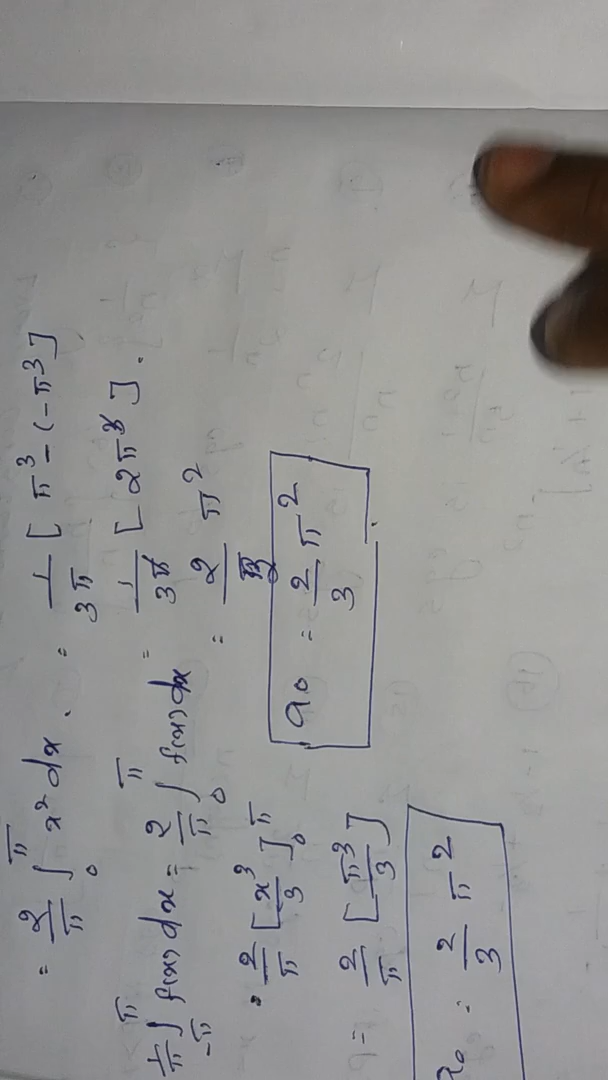 = 2/π ∫₀^π x² dx .
1/π ∫₋π^π f(x) dx = 2/π ∫₀^π f(x) dx
= 2/π [x³/3]₀^π
= 2/π [π³/3]
a₀ = 2/3 π²
= 1/3π [π³ - (-π³]
= 1/3π [2π³] .
= 2/3 π²
a₀ = 2/3 π²